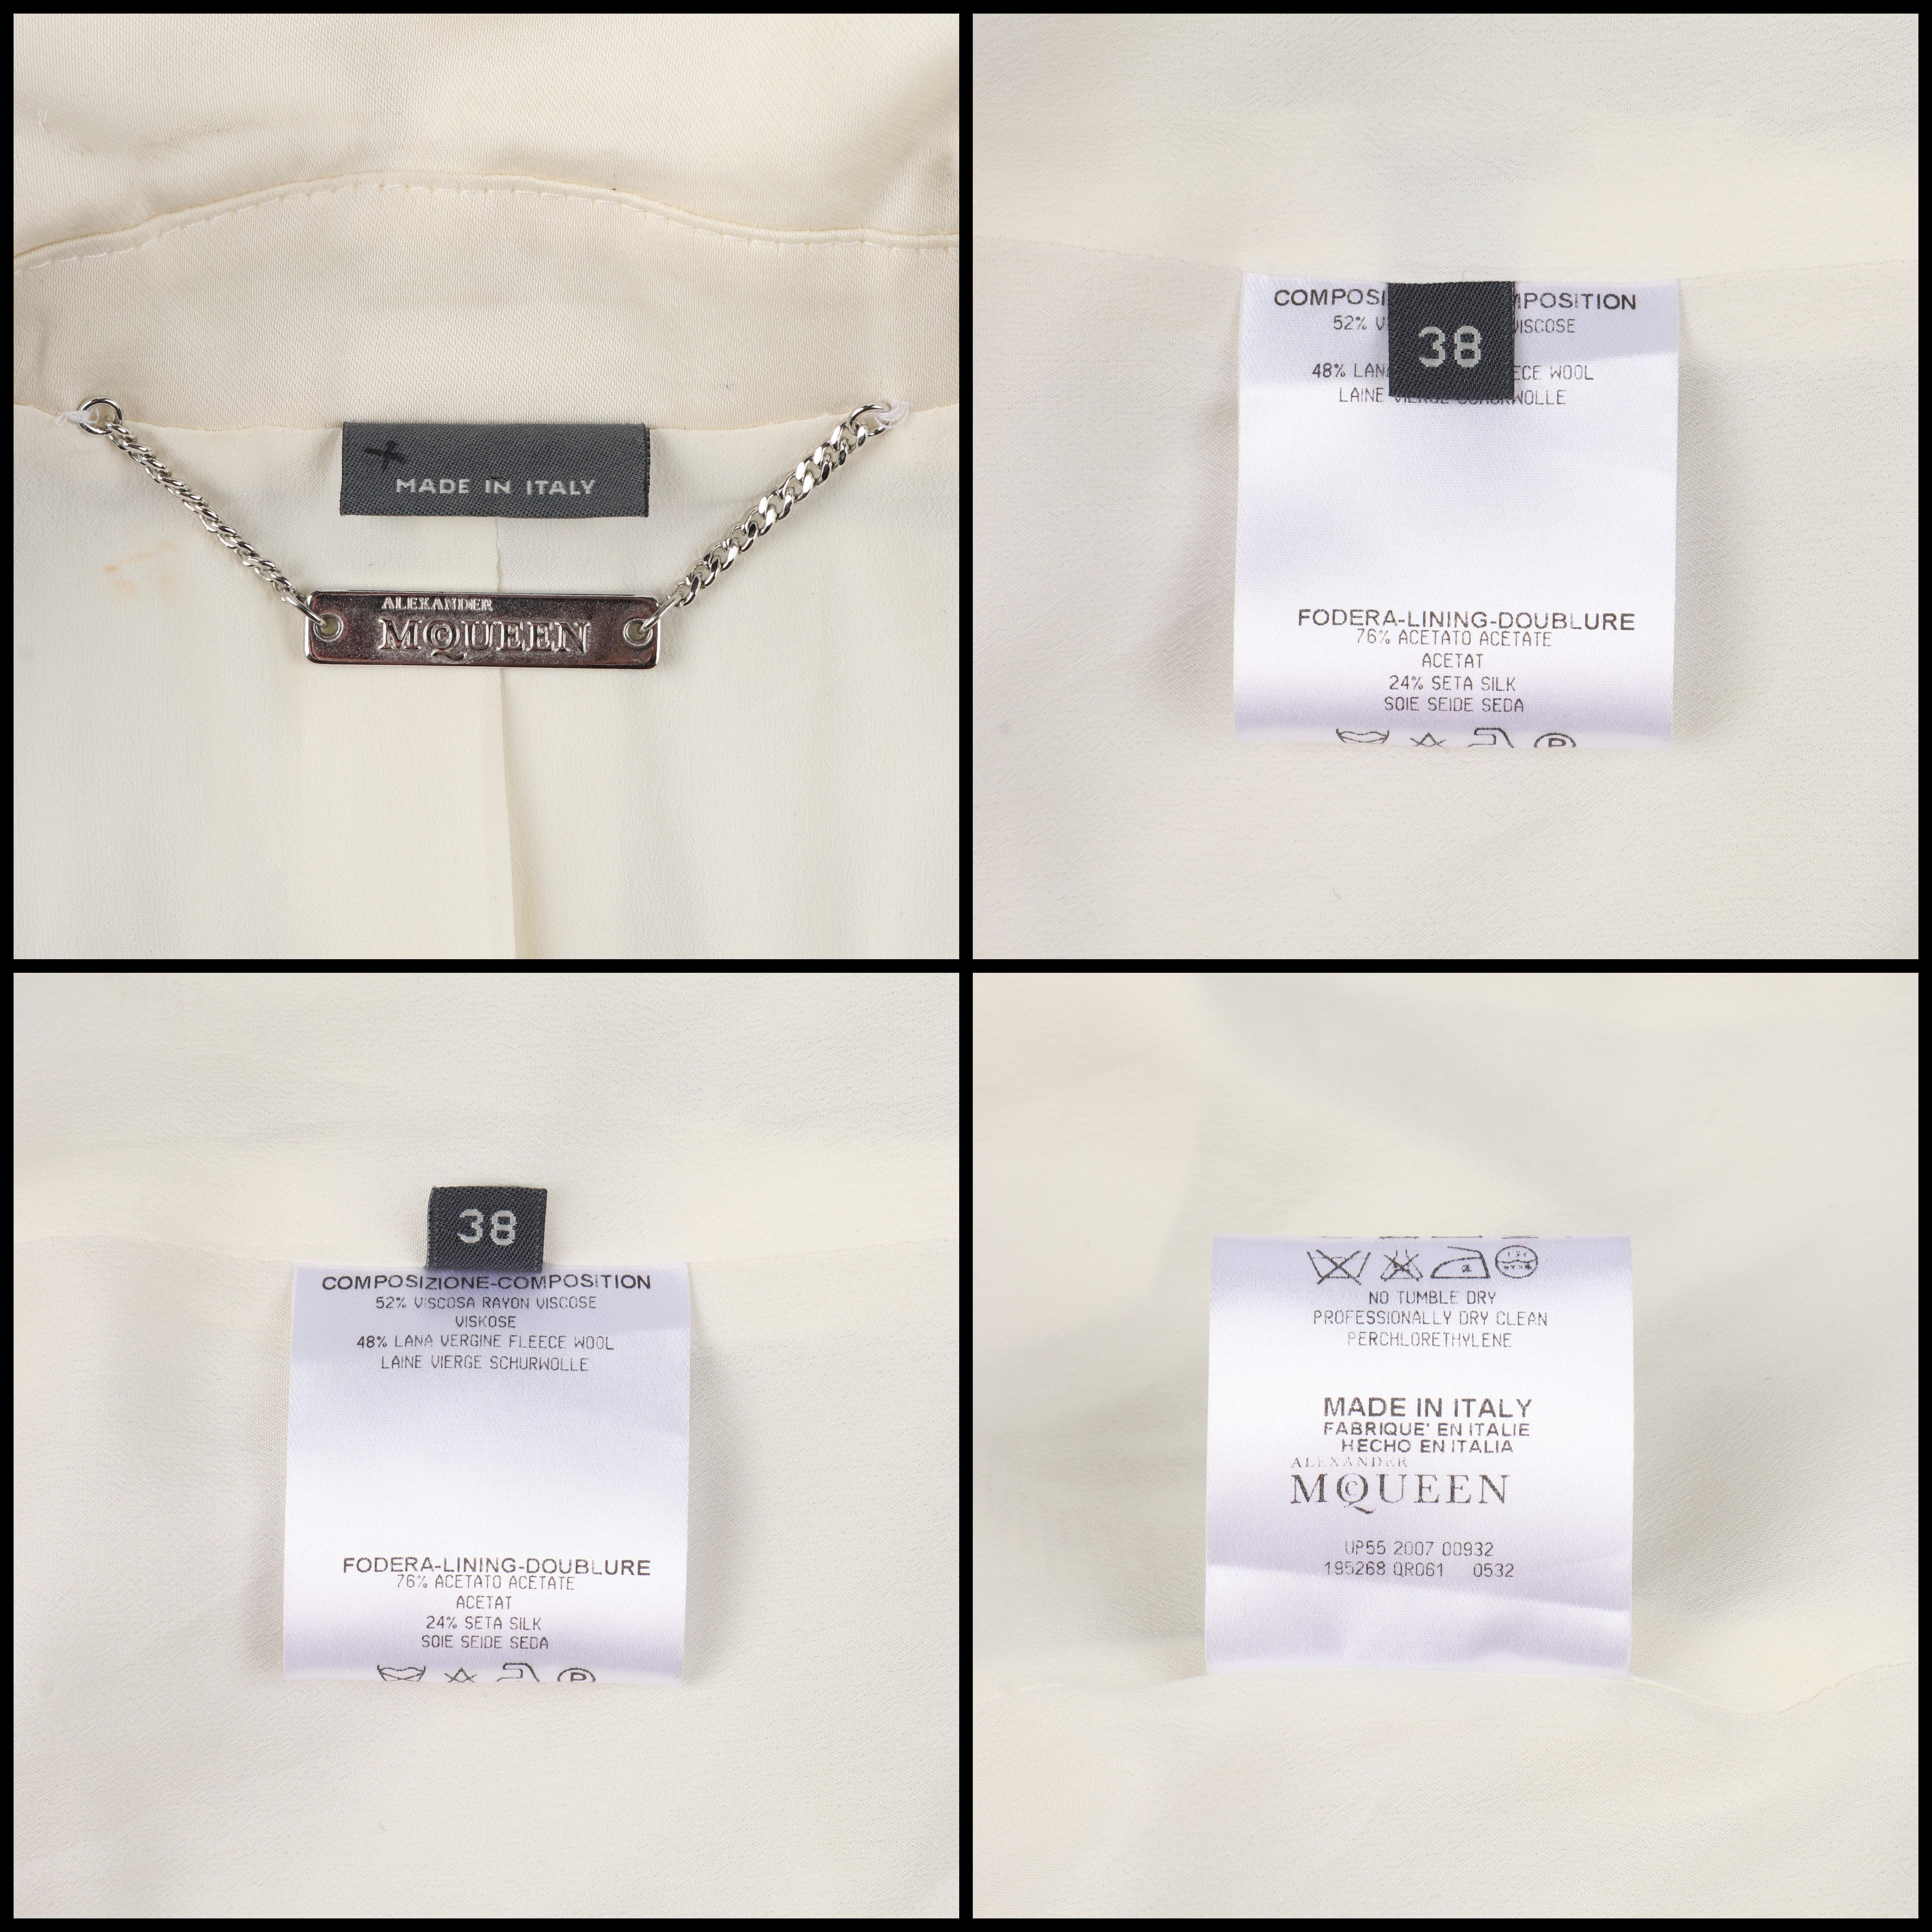 MADE IN ITALY
ALEXANDER
MCQUEEN
COMPOSI MPOSITION
52% V VISCOSE
38
48% LANA ECE WOOL
LAINE VIERGE SCHURWOLLE
FODERA-LINING-DOUBLURE
76% ACETATO ACETATE
ACETAT
24% SETA SILK
SOIE SEIDE SEDA
P
38
COMPOSIZIONE-COMPOSITION
52% VISCOSA RAYON VISCOSE
VISKOSE
48% LANA VERGINE FLEECE WOOL
LAINE VIERGE SCHURWOLLE
FODERA-LINING-DOUBLURE
76% ACETATO ACETATE
ACETAT
24% SETA SILK
SOIE SEIDE SEDA
P
NO TUMBLE DRY
PROFESSIONALLY DRY CLEAN
PERCHLORETHYLENE
MADE IN ITALY
FABRIQUE' EN ITALIE
HECHO EN ITALIA
ALEXANDER
MCQUEEN
UP55 2007 00932
195268 QR061 0532